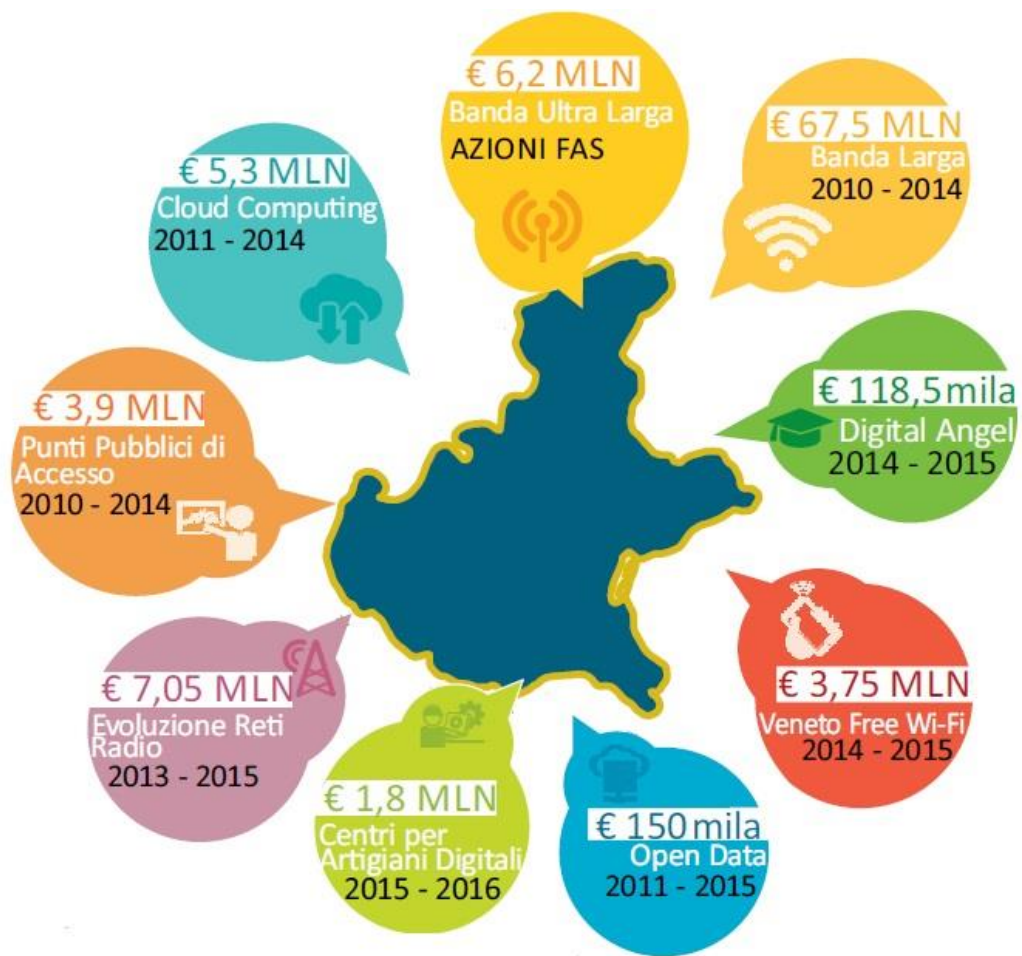 € 6,2 MLN
Banda Ultra Larga
AZIONI FAS
€ 67,5 MLN
Banda Larga
2010 - 2014
€ 5,3 MLN
Cloud Computing
2011 - 2014
€ 118,5mila
Digital Angel
2014 - 2015
€ 3,9 MLN
Punti Pubblici di
Accesso
2010 - 2014
€ 3,75 MLN
Veneto Free Wi-Fi
2014 - 2015
€ 7,05 MLN
Evoluzione Reti
Radio
2013 - 2015
€ 1,8 MLN
Centri per
Artigiani Digitali
2015 - 2016
€ 150 mila
Open Data
2011 - 2015